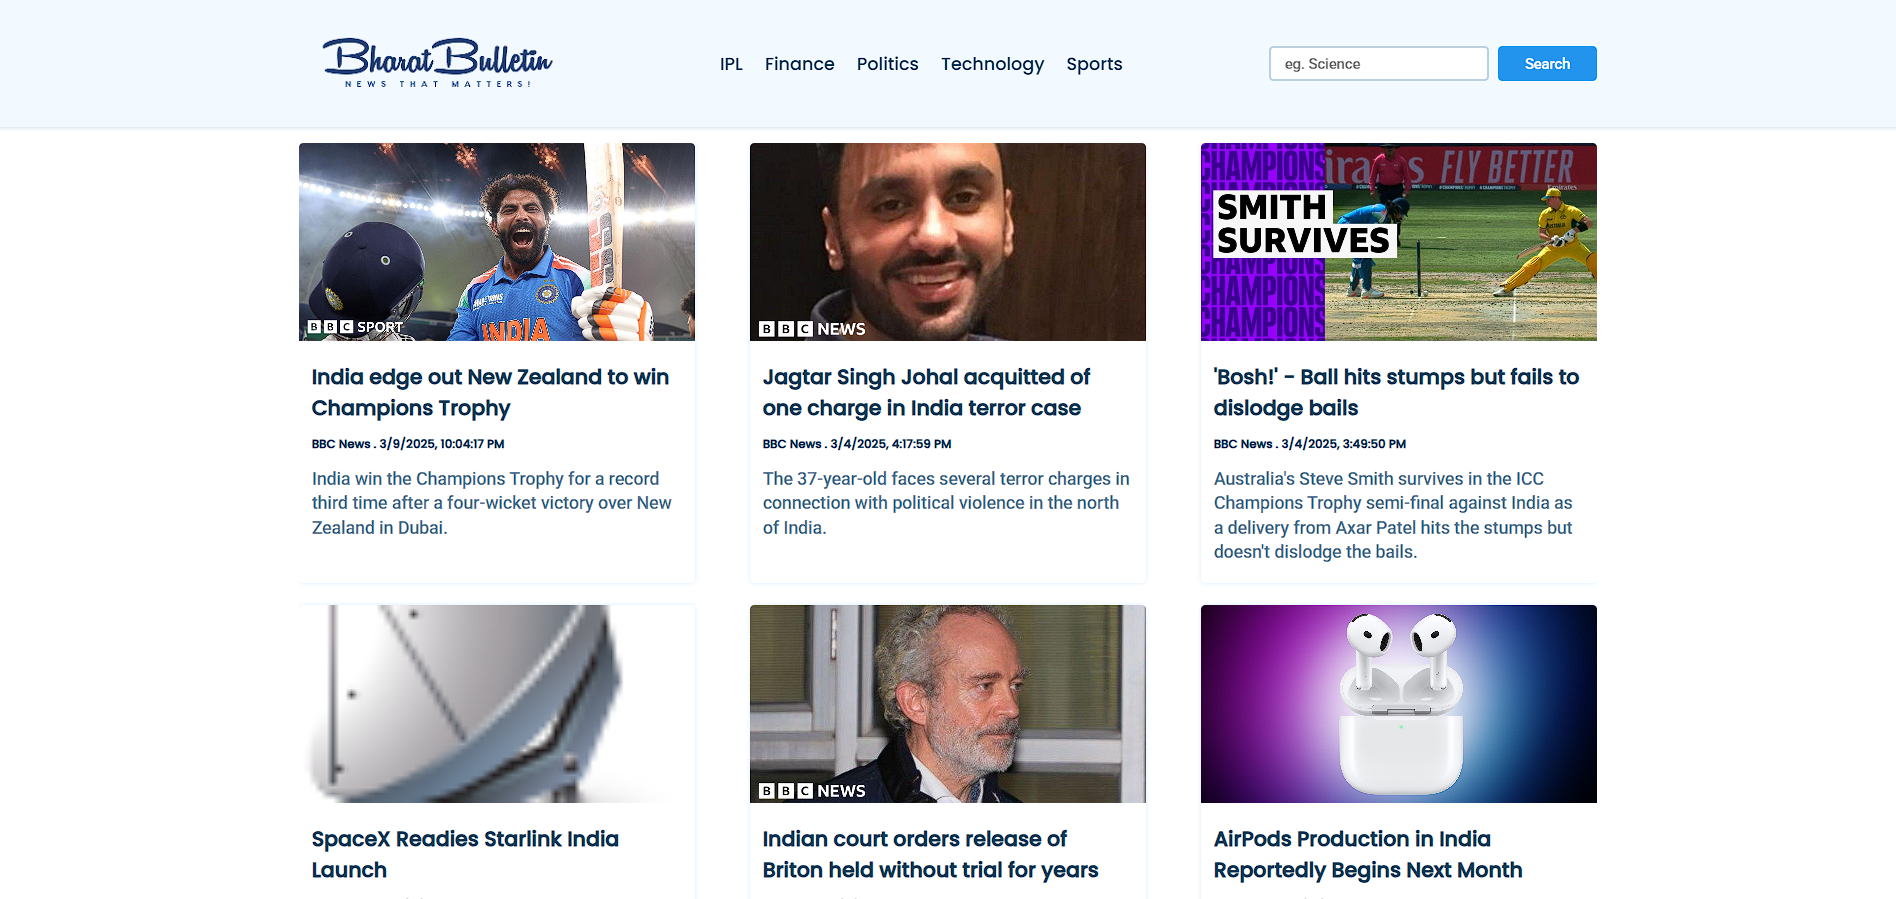 Bharat Bulletin
NEWS THAT MATTERS!
IPL Finance Politics Technology Sports
eg. Science
Search
BBC SPORT
INDIA
BBC NEWS
CHAMPIONS
FLY BETTER
Emirates
SMITH
SURVIVES
India edge out New Zealand to win
Champions Trophy
BBC News . 3/9/2025, 10:04:17 PM
India win the Champions Trophy for a record
third time after a four-wicket victory over New
Zealand in Dubai.
Jagtar Singh Johal acquitted of
one charge in India terror case
BBC News . 3/4/2025, 4:17:59 PM
The 37-year-old faces several terror charges in
connection with political violence in the north
of India.
'Bosh!' - Ball hits stumps but fails to
dislodge bails
BBC News . 3/4/2025, 3:49:50 PM
Australia's Steve Smith survives in the ICC
Champions Trophy semi-final against India as
a delivery from Axar Patel hits the stumps but
doesn't dislodge the bails.
SpaceX Readies Starlink India
Launch
BBC NEWS
Indian court orders release of
Briton held without trial for years
AirPods Production in India
Reportedly Begins Next Month